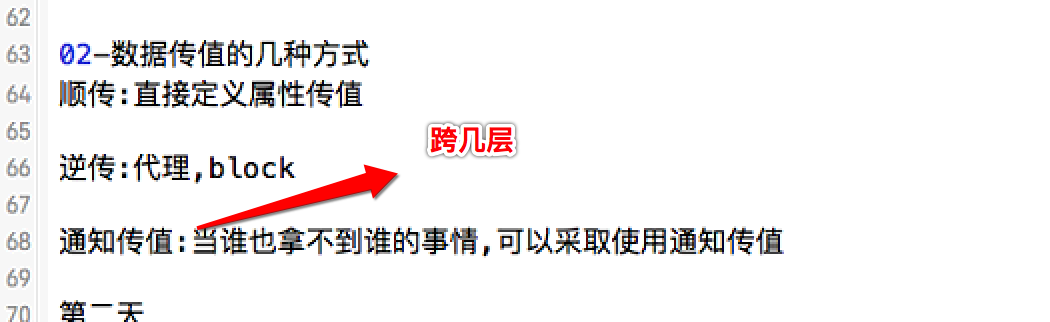 62
63 02-数据传值的几种方式
64 顺传:直接定义属性传值
65
跨几层
66 逆传:代理,block
67
68 通知传值:当谁也拿不到谁的事情,可以采取使用通知传值
69
70 第二天